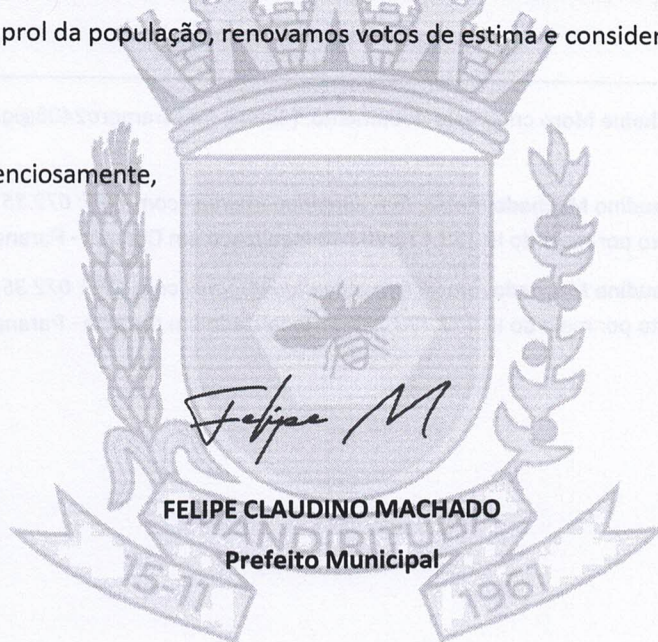 prol da população, renovamos votos de estima e consider
enciosamente,
Felipe M
FELIPE CLAUDINO MACHADO
MANDIRITUBA
Prefeito Municipal
15-11
1961